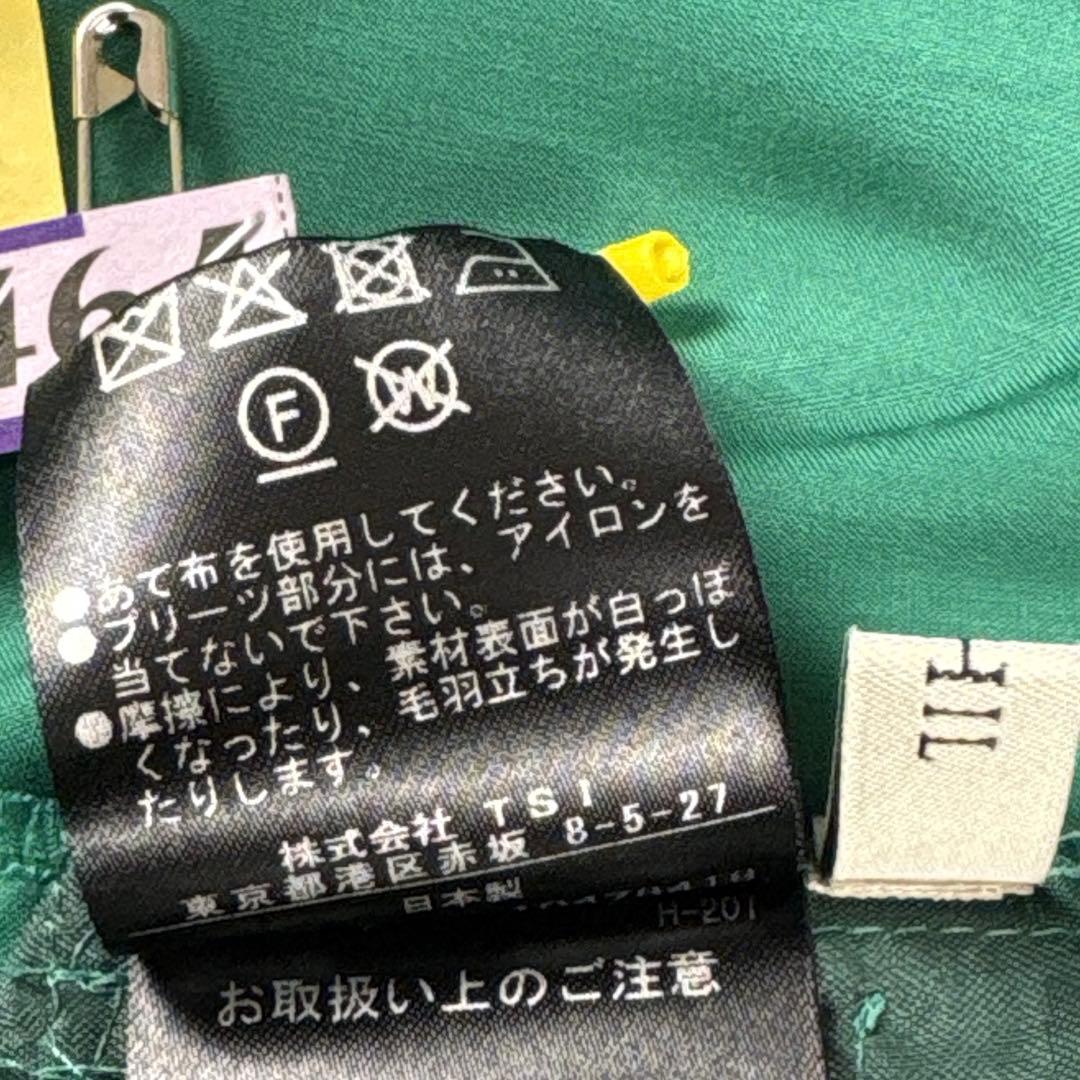 464
F
W
●あて布を使用してください。
●プリーツ部分には、アイロンを
当てないで下さい。
●摩擦により、素材表面が白っぽ
くなったり、毛羽立ちが発生し
たりします。
株式会社 TSI
東京都港区赤坂 8-5-27
日本製
H-201
お取扱い上のご注意
HIL